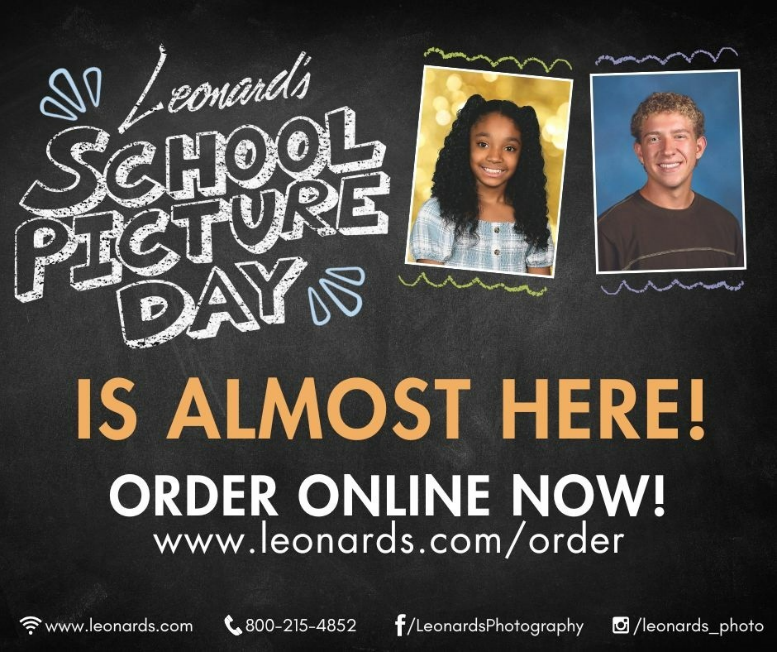 Leonard's
SCHOOL
PICTURE
DAY
IS ALMOST HERE!
ORDER ONLINE NOW!
www.leonards.com/order
www.leonards.com 800-215-4852 /LeonardsPhotography /leonards_photo